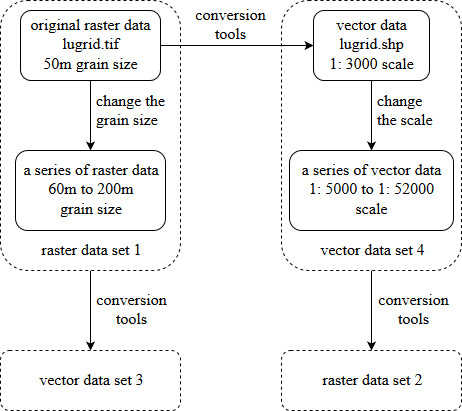 original raster data
lugrid.tif
50m grain size
conversion
tools
vector data
lugrid.shp
1: 3000 scale
change the
grain size
change
the scale
a series of raster data
60m to 200m
grain size
a series of vector data
1: 5000 to 1: 52000
scale
raster data set 1
vector data set 4
conversion
tools
conversion
tools
vector data set 3
raster data set 2